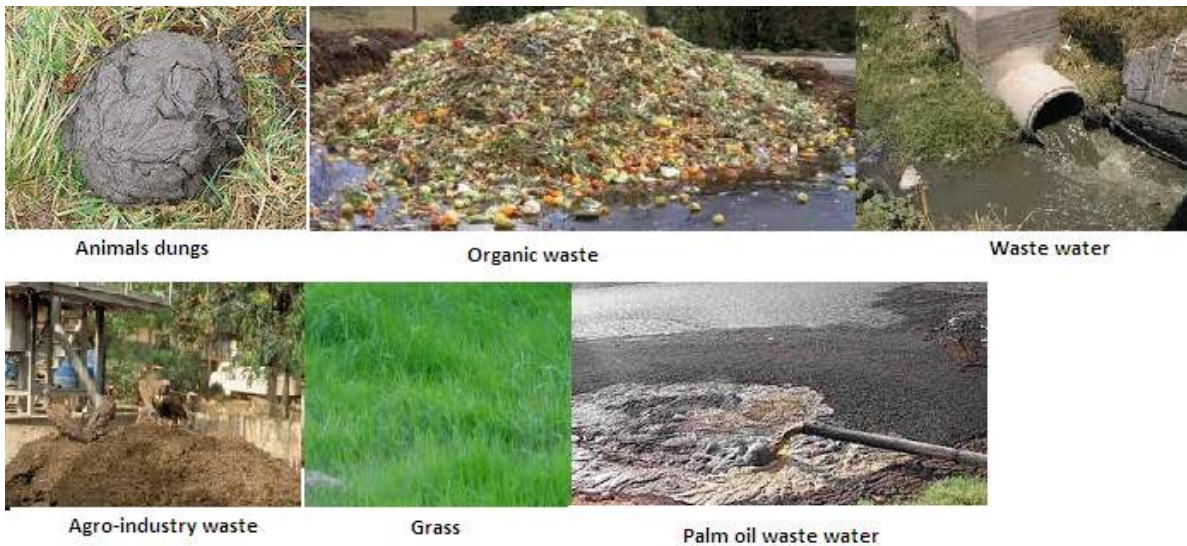 Animals dungs
Organic waste
Waste water
Agro-industry waste
Grass
Palm oil waste water